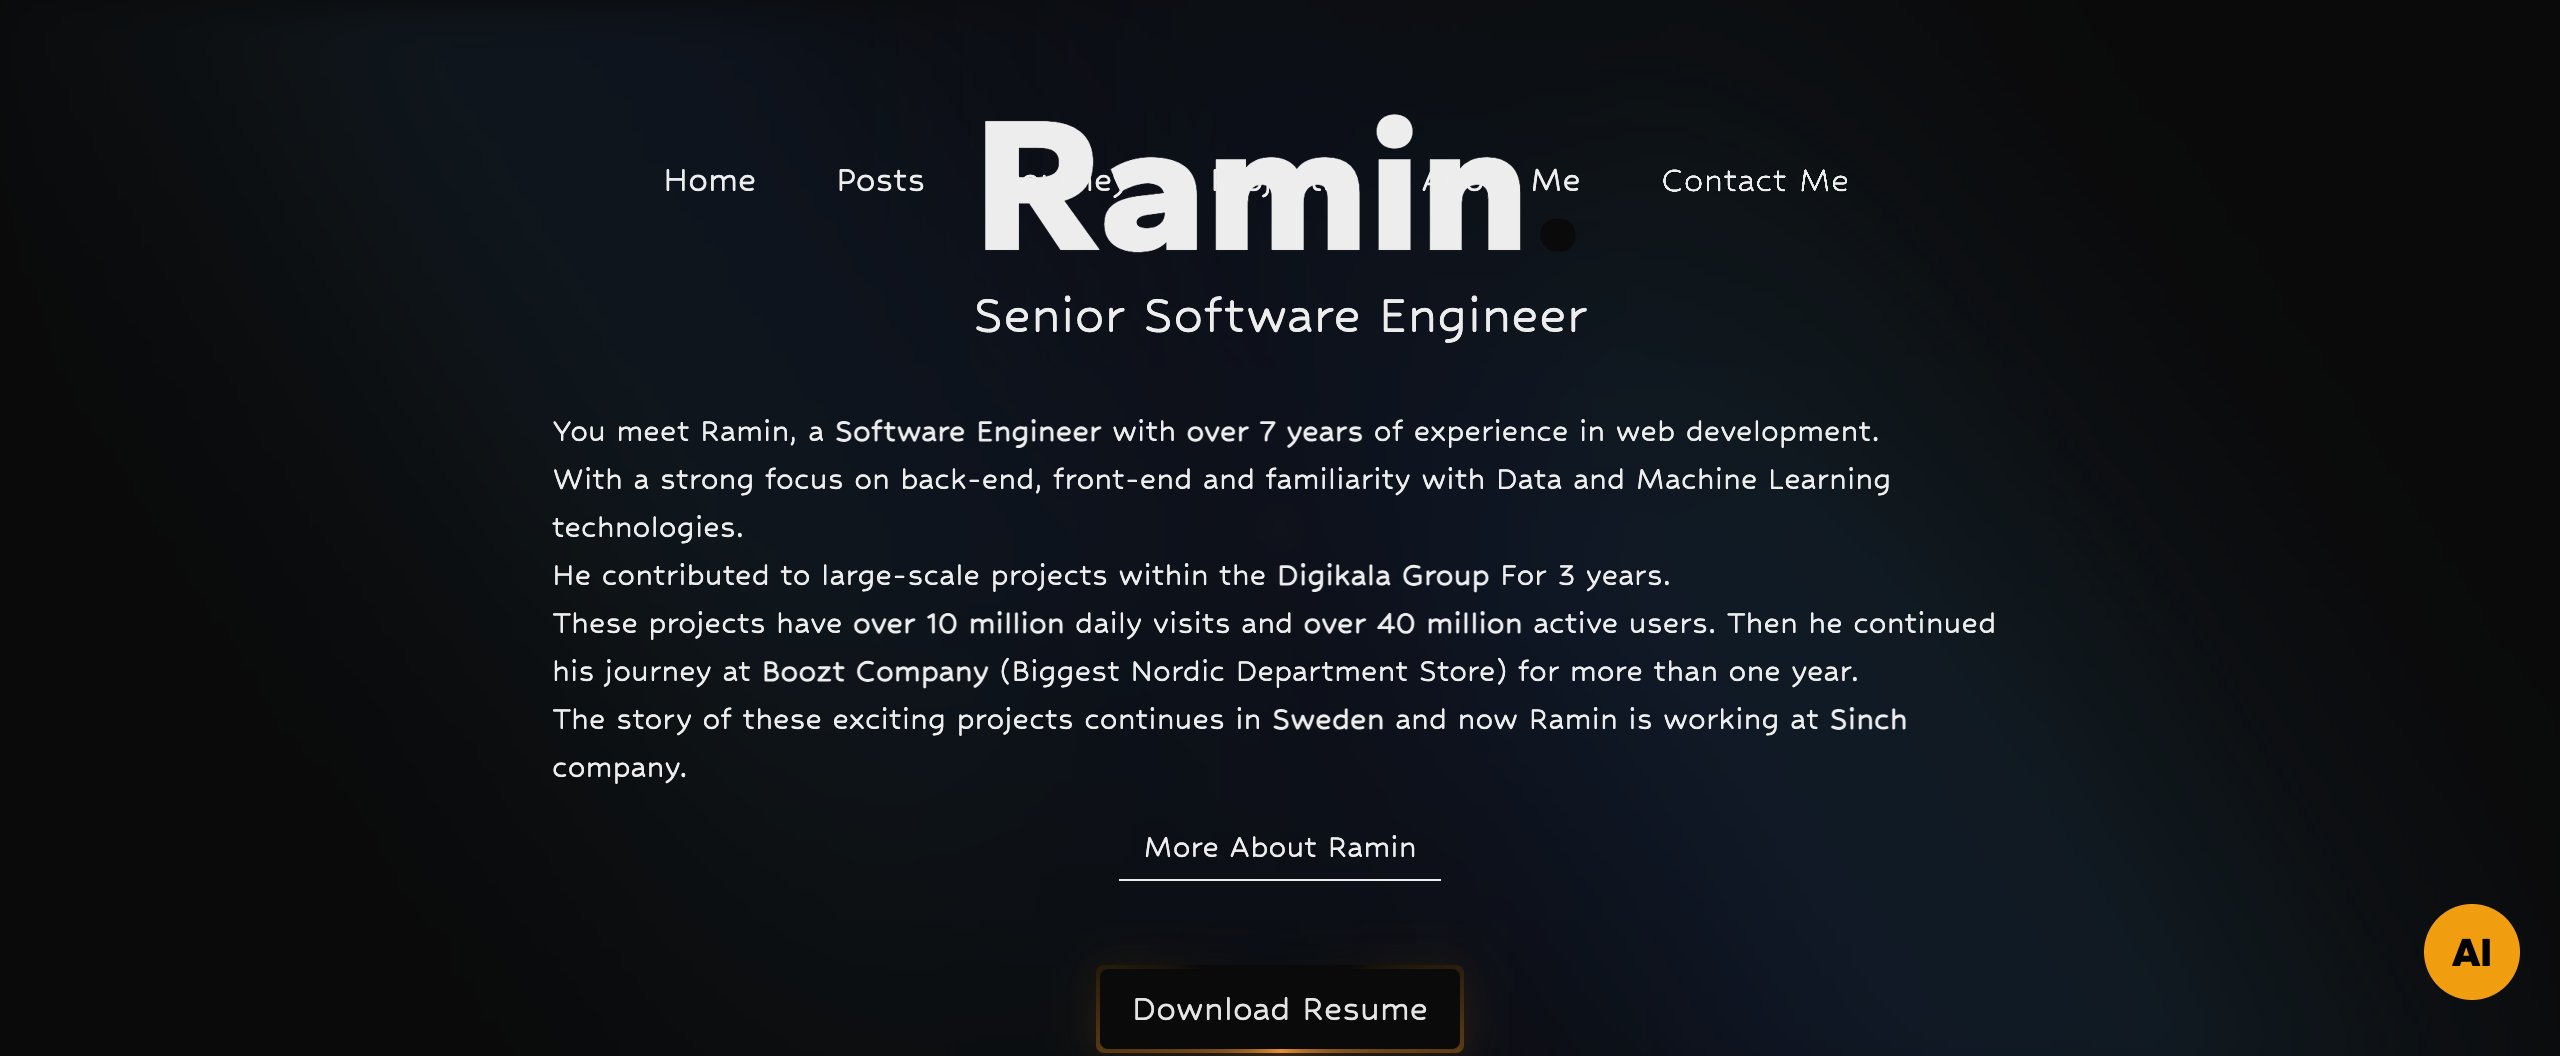 Ramin.
Home Posts Me Contact Me
Senior Software Engineer
You meet Ramin, a Software Engineer with over 7 years of experience in web development.
With a strong focus on back-end, front-end and familiarity with Data and Machine Learning
technologies.
He contributed to large-scale projects within the Digikala Group For 3 years.
These projects have over 10 million daily visits and over 40 million active users. Then he continued
his journey at Boozt Company (Biggest Nordic Department Store) for more than one year.
The story of these exciting projects continues in Sweden and now Ramin is working at Sinch
company.
More About Ramin
Download Resume
AI